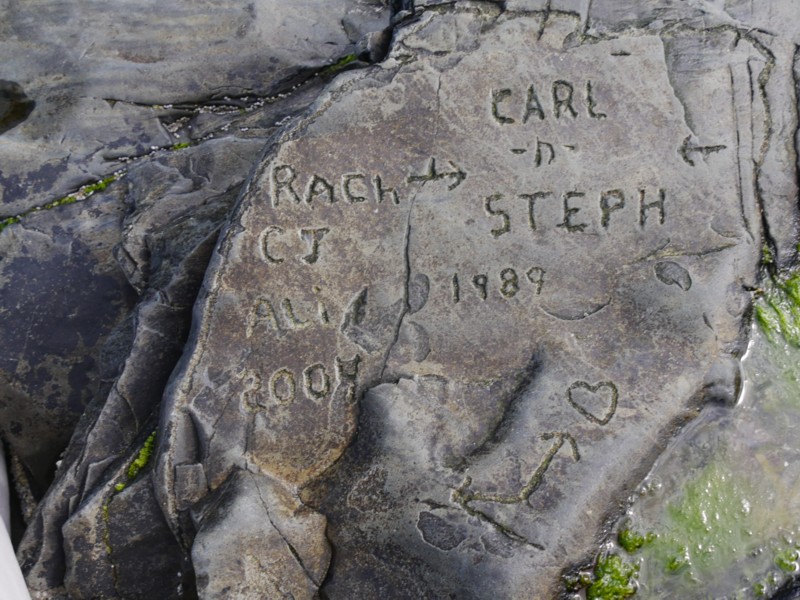 CARL
-n-
STEPH
1989
RACh
CJ
ALi
2004